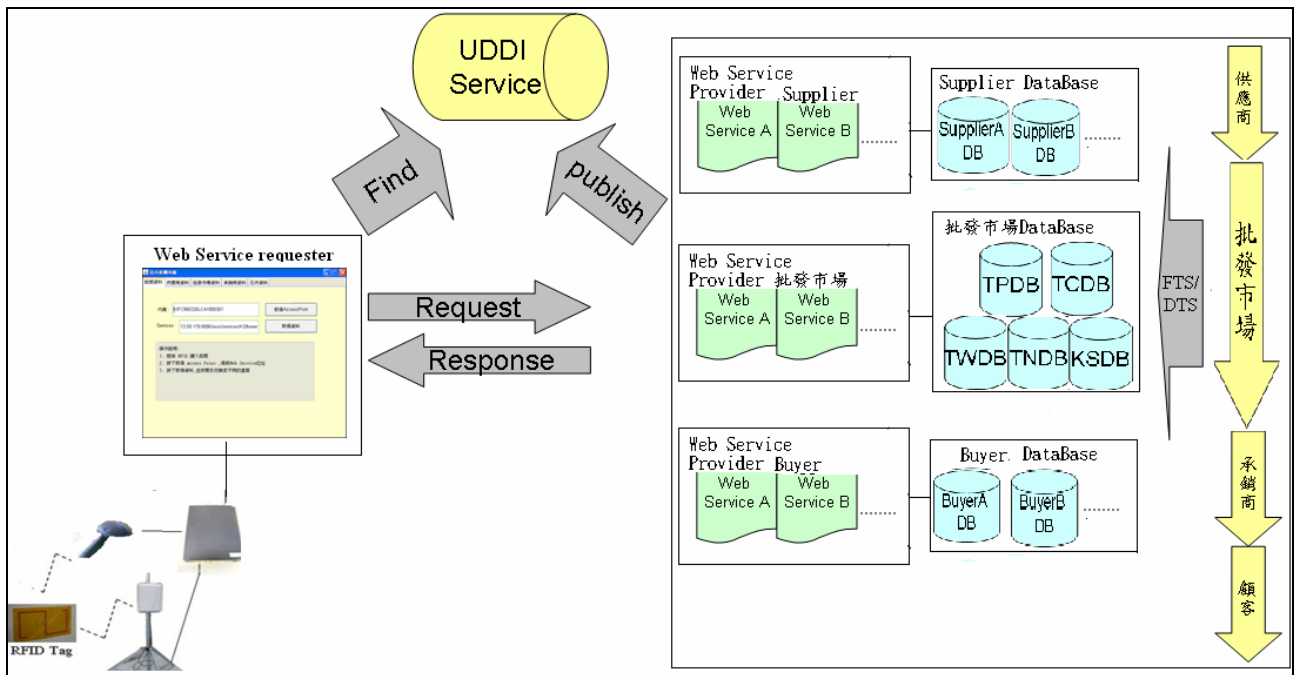 UDDI
Service
Find
publish
Web Service requester
Request
Response
RFID Tag
Web Service
Provider Supplier
Web
Service A
Web
Service B
........
Supplier DataBase
SupplierA
DB
SupplierB
DB
........
Web Service
Provider 批發市場
Web
Service A
Web
Service B
........
批發市場DataBase
TPDB
TCDB
TWDB
TNDB
KSDB
Web Service
Provider Buyer
Web
Service A
Web
Service B
........
Buyer DataBase
BuyerA
DB
BuyerB
DB
........
FTS/
DTS
供應商
批發市場
承銷商
顧客